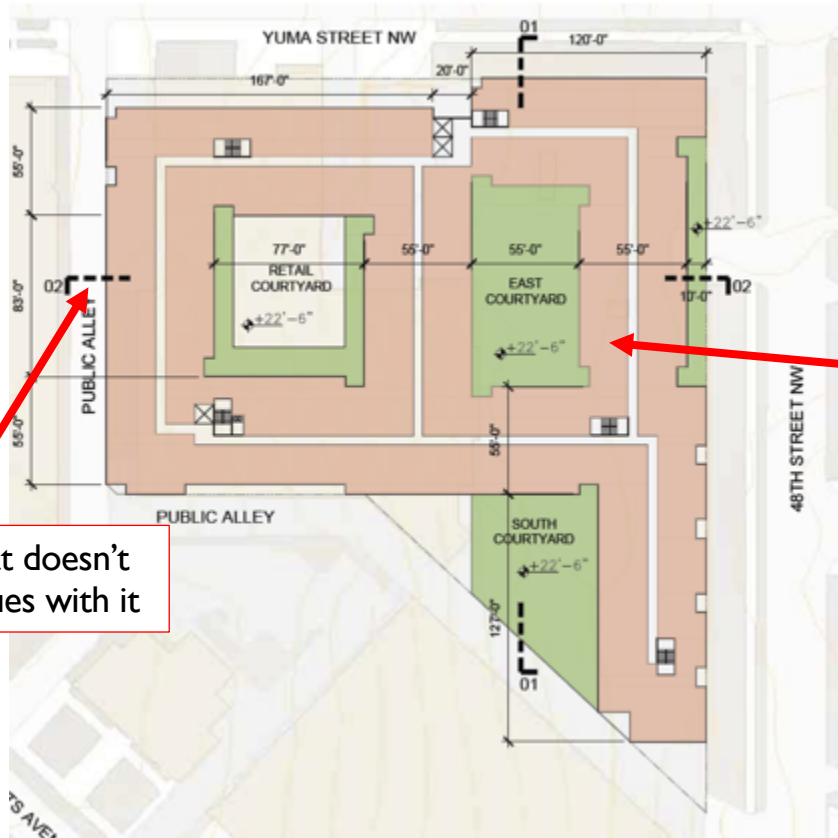 YUMA STREET NW
01
120'-0"
20'-0"
167'-0"
55'-0"
+22'-6"
77'-0"
55'-0"
55'-0"
55'-0"
RETAIL
COURTYARD
EAST
COURTYARD
02
02
10'-0"
83'-0"
+22'-6"
+22'-6"
PUBLIC ALLEY
48TH STREET NW
55'-0"
55'-0"
PUBLIC ALLEY
SOUTH
COURTYARD
t doesn't
ues with it
+22'-6"
127'-0"
01
TS AVEN